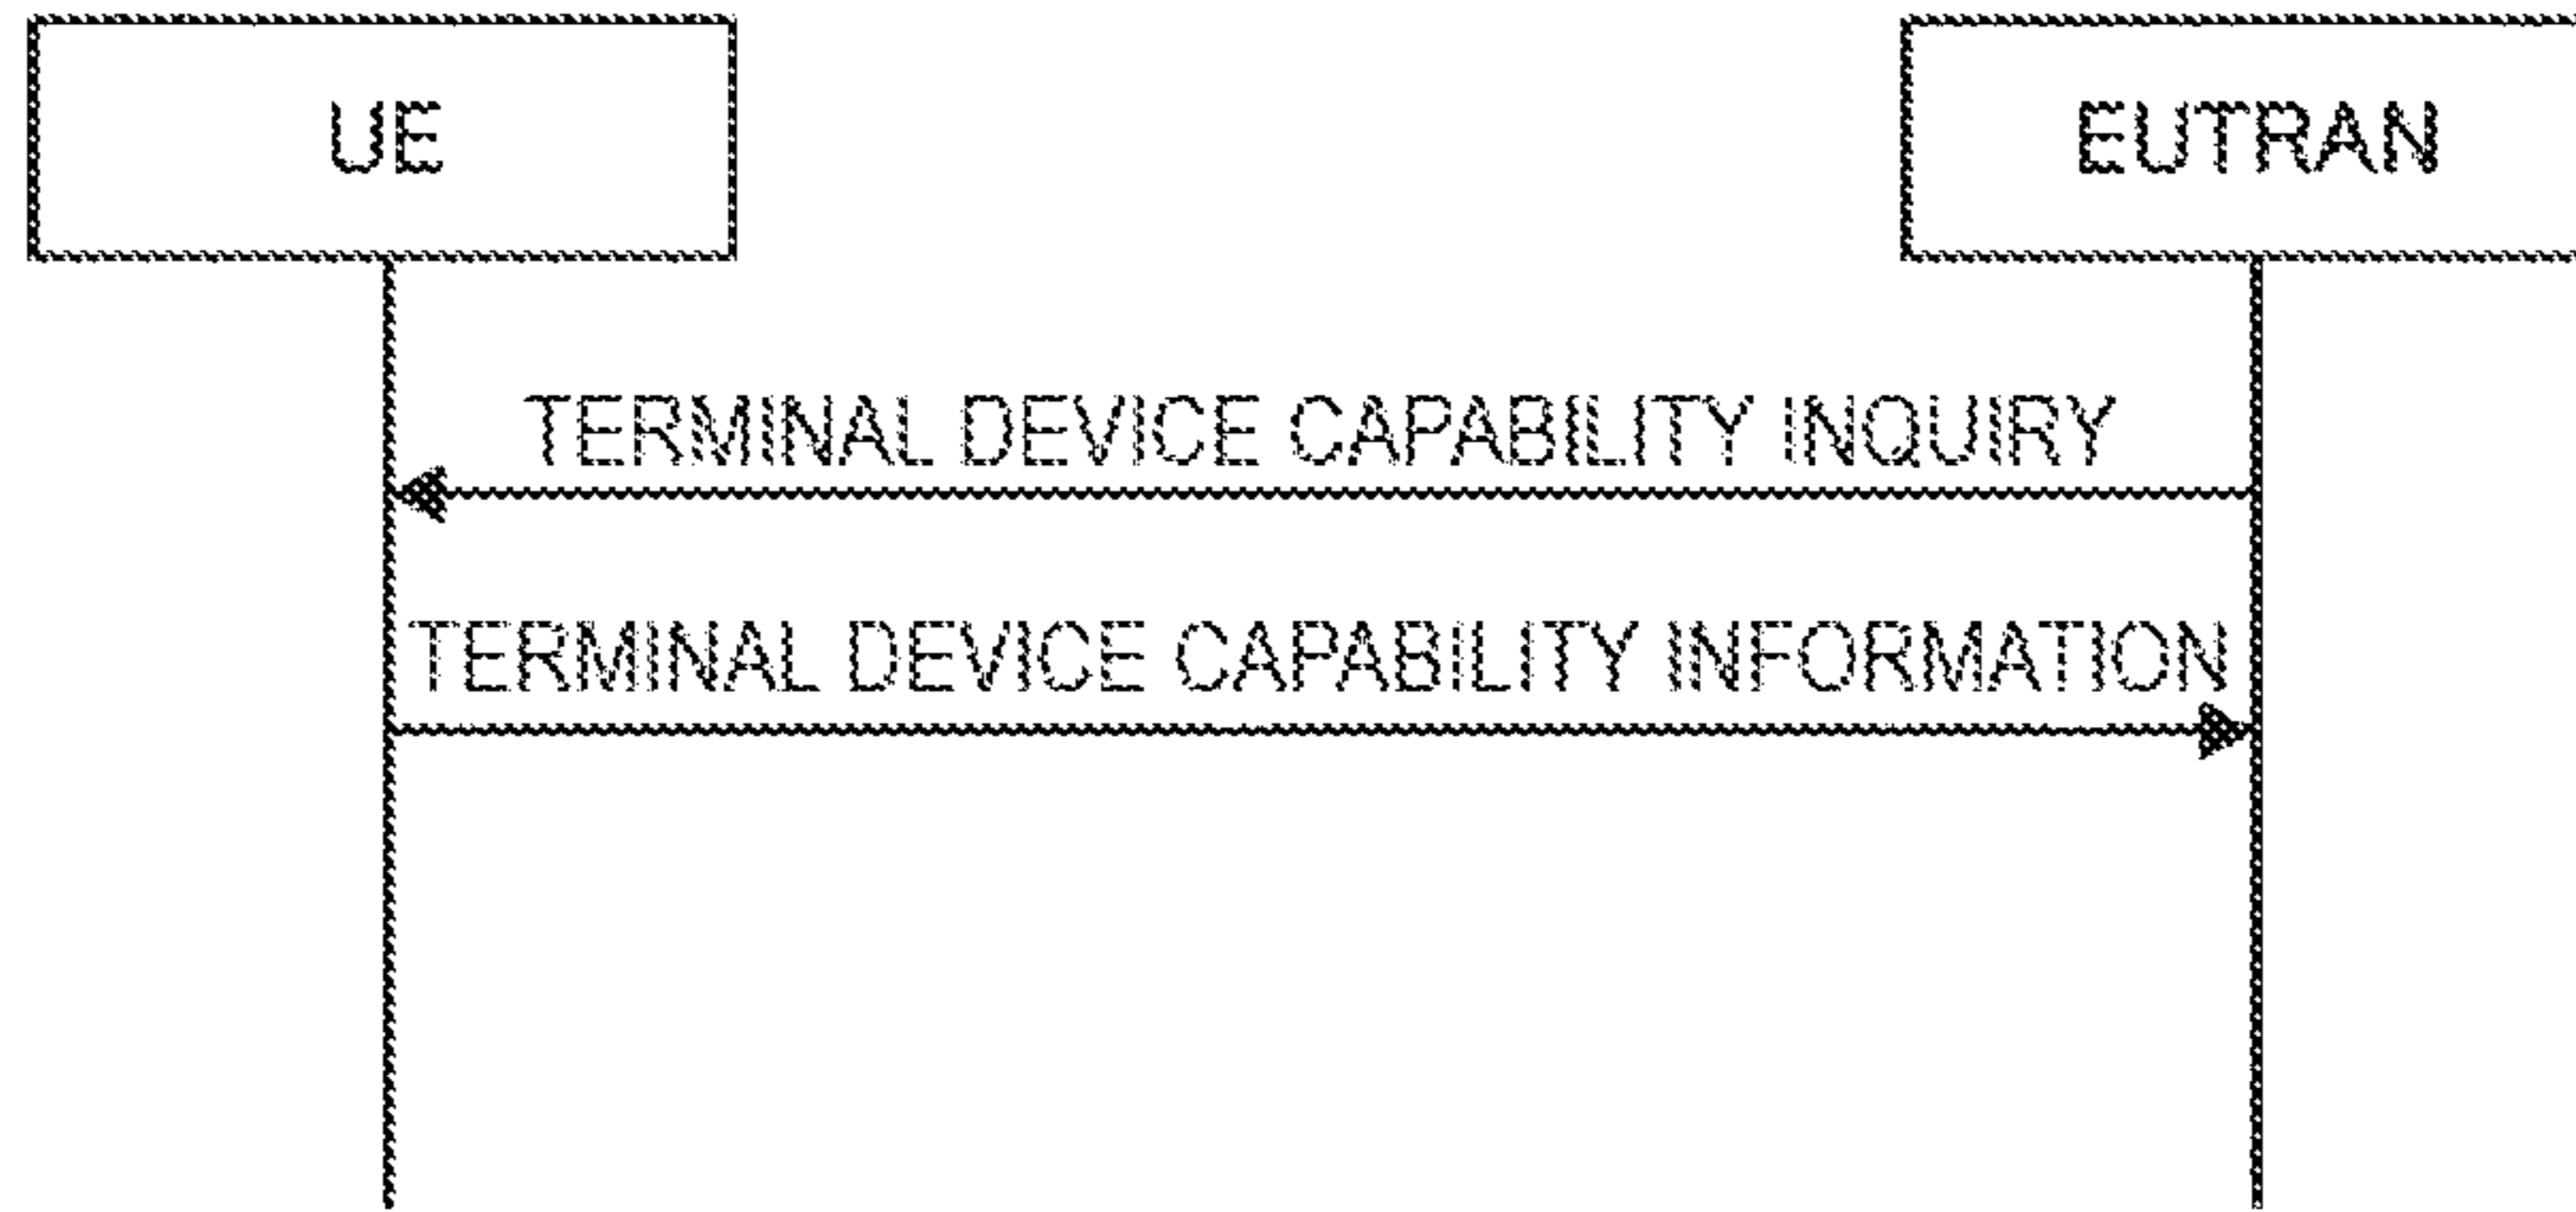 UE
EUTRAN
TERMINAL DEVICE CAPABILITY INQUIRY
TERMINAL DEVICE CAPABILITY INFORMATION